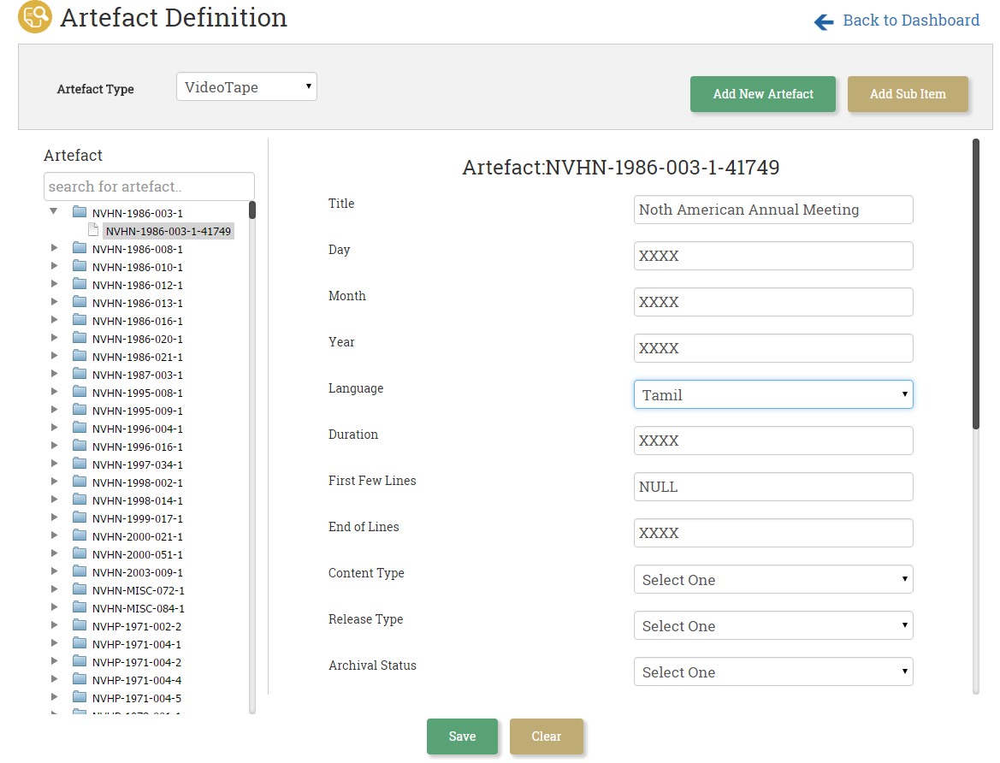 Artefact Definition
Back to Dashboard
Artefact Type
VideoTape
Add New Artefact
Add Sub Item
Artefact
search for artefact..
NVHN-1986-003-1
NVHN-1986-003-1-41749
NVHN-1986-008-1
NVHN-1986-010-1
NVHN-1986-012-1
NVHN-1986-013-1
NVHN-1986-016-1
NVHN-1986-020-1
NVHN-1986-021-1
NVHN-1987-003-1
NVHN-1995-008-1
NVHN-1995-009-1
NVHN-1996-004-1
NVHN-1996-016-1
NVHN-1997-034-1
NVHN-1998-002-1
NVHN-1998-014-1
NVHN-1999-017-1
NVHN-2000-021-1
NVHN-2000-051-1
NVHN-2003-009-1
NVHN-MISC-072-1
NVHN-MISC-084-1
NVHP-1971-002-2
NVHP-1971-004-1
NVHP-1971-004-2
NVHP-1971-004-4
NVHP-1971-004-5
Artefact:NVHN-1986-003-1-41749
Title
Noth American Annual Meeting
Day
XXXX
Month
XXXX
Year
XXXX
Language
Tamil
Duration
XXXX
First Few Lines
NULL
End of Lines
XXXX
Content Type
Select One
Release Type
Select One
Archival Status
Select One
Save
Clear